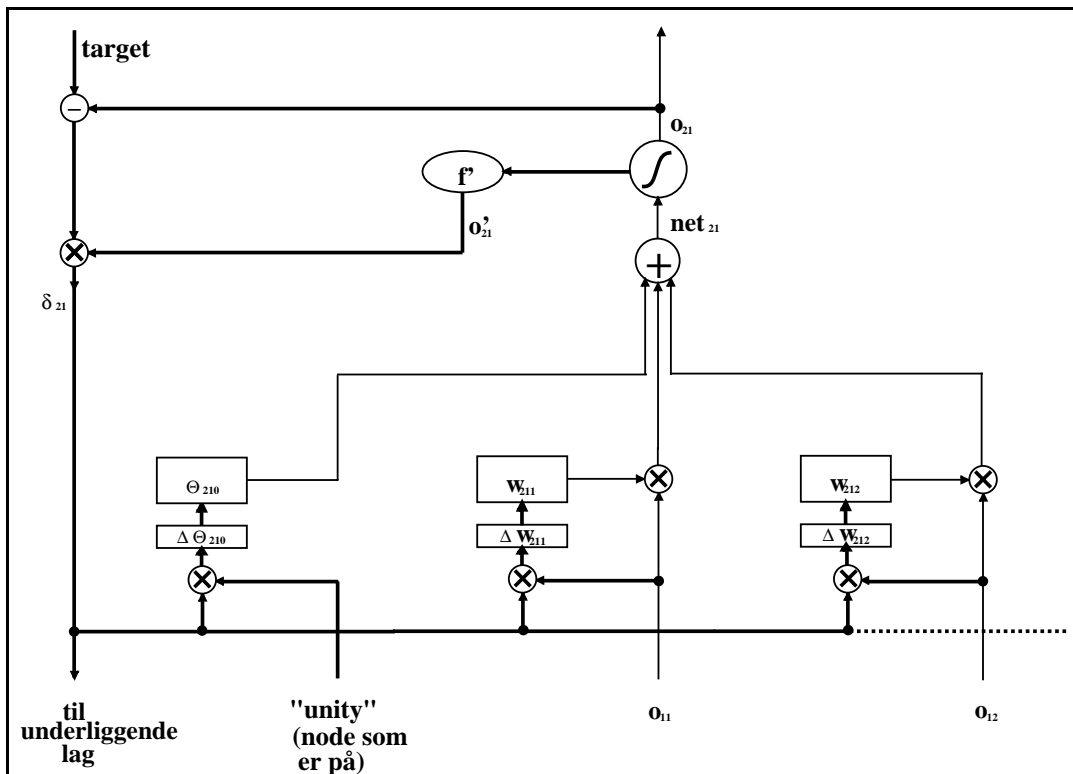 target
−
o₂₁
f’
o’₂₁
net ₂₁
×
+
δ ₂₁
Θ ₂₁₀
w₂₁₁
×
w₂₁₂
×
Δ Θ ₂₁₀
Δ w₂₁₁
Δ w₂₁₂
×
×
×
til
underliggende
lag
"unity"
(node som
er på)
o₁₁
o₁₂